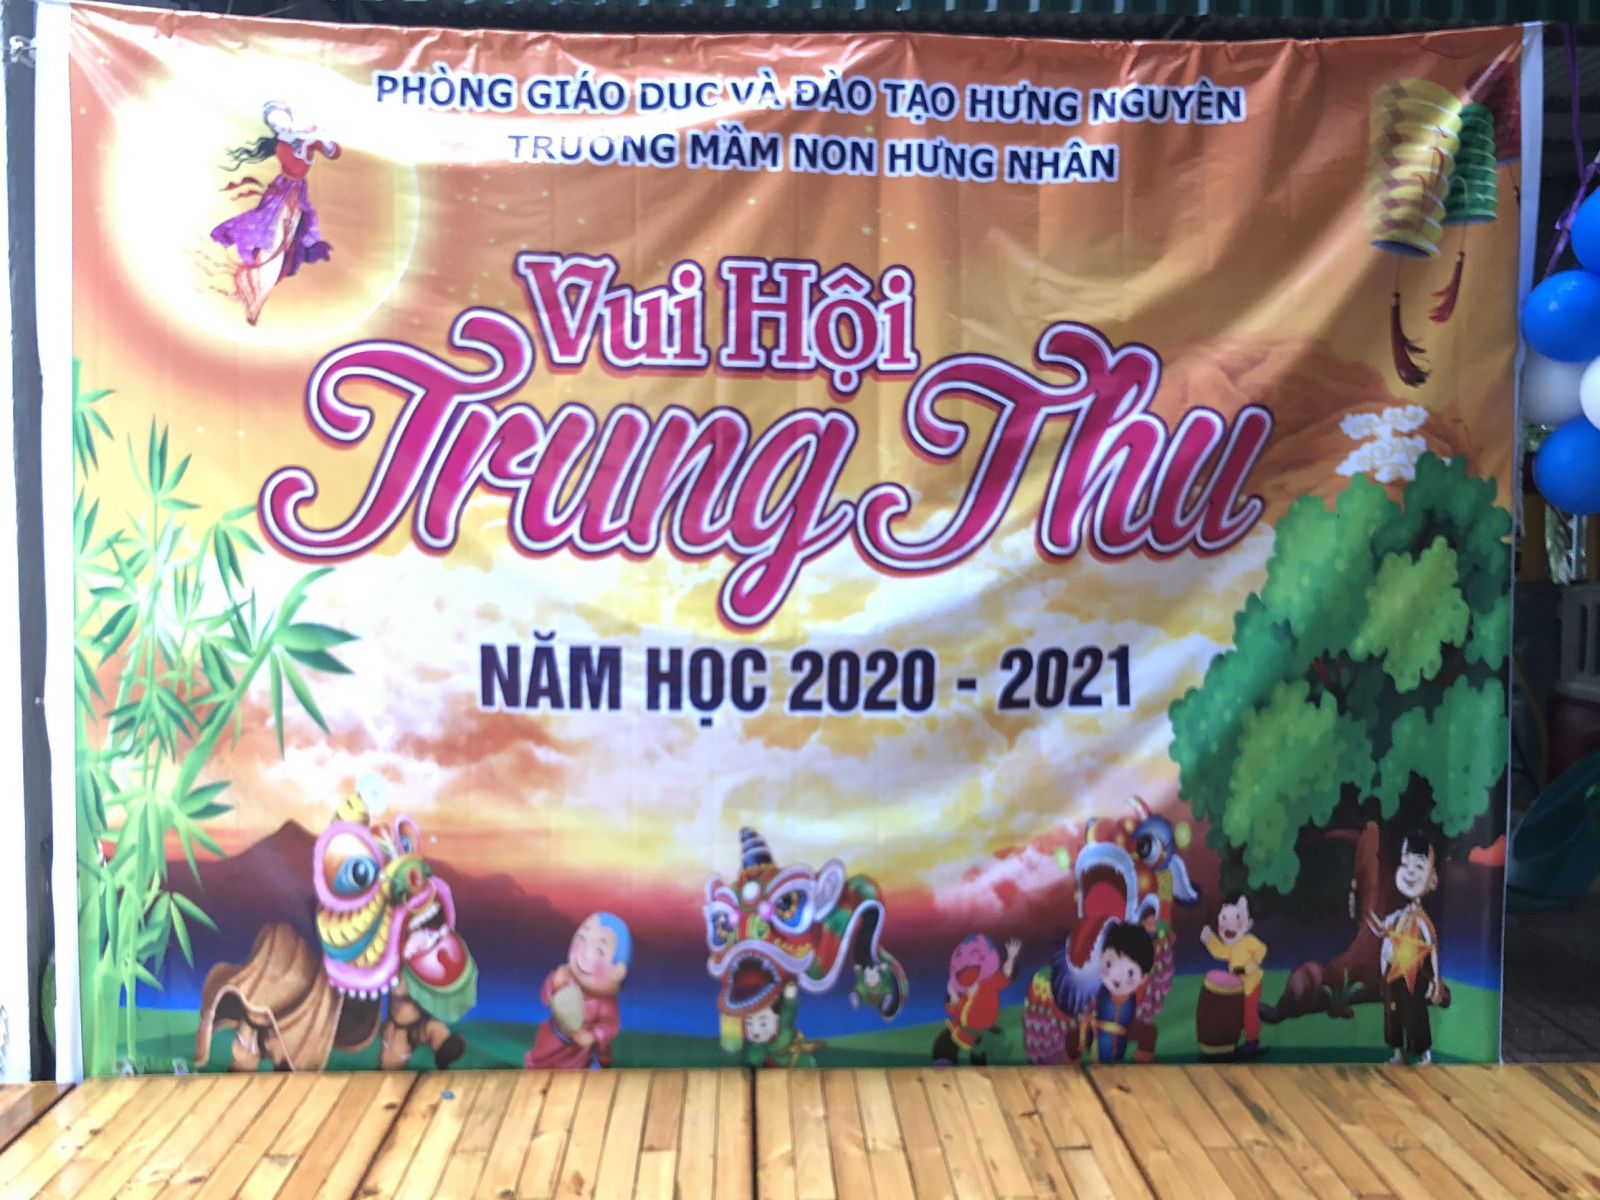 PHÒNG GIÁO DỤC VÀ ĐÀO TẠO HƯNG NGUYÊN
TRƯỜNG MẦM NON HƯNG NHÂN
Vui Hội
Trung Thu
NĂM HỌC 2020 - 2021